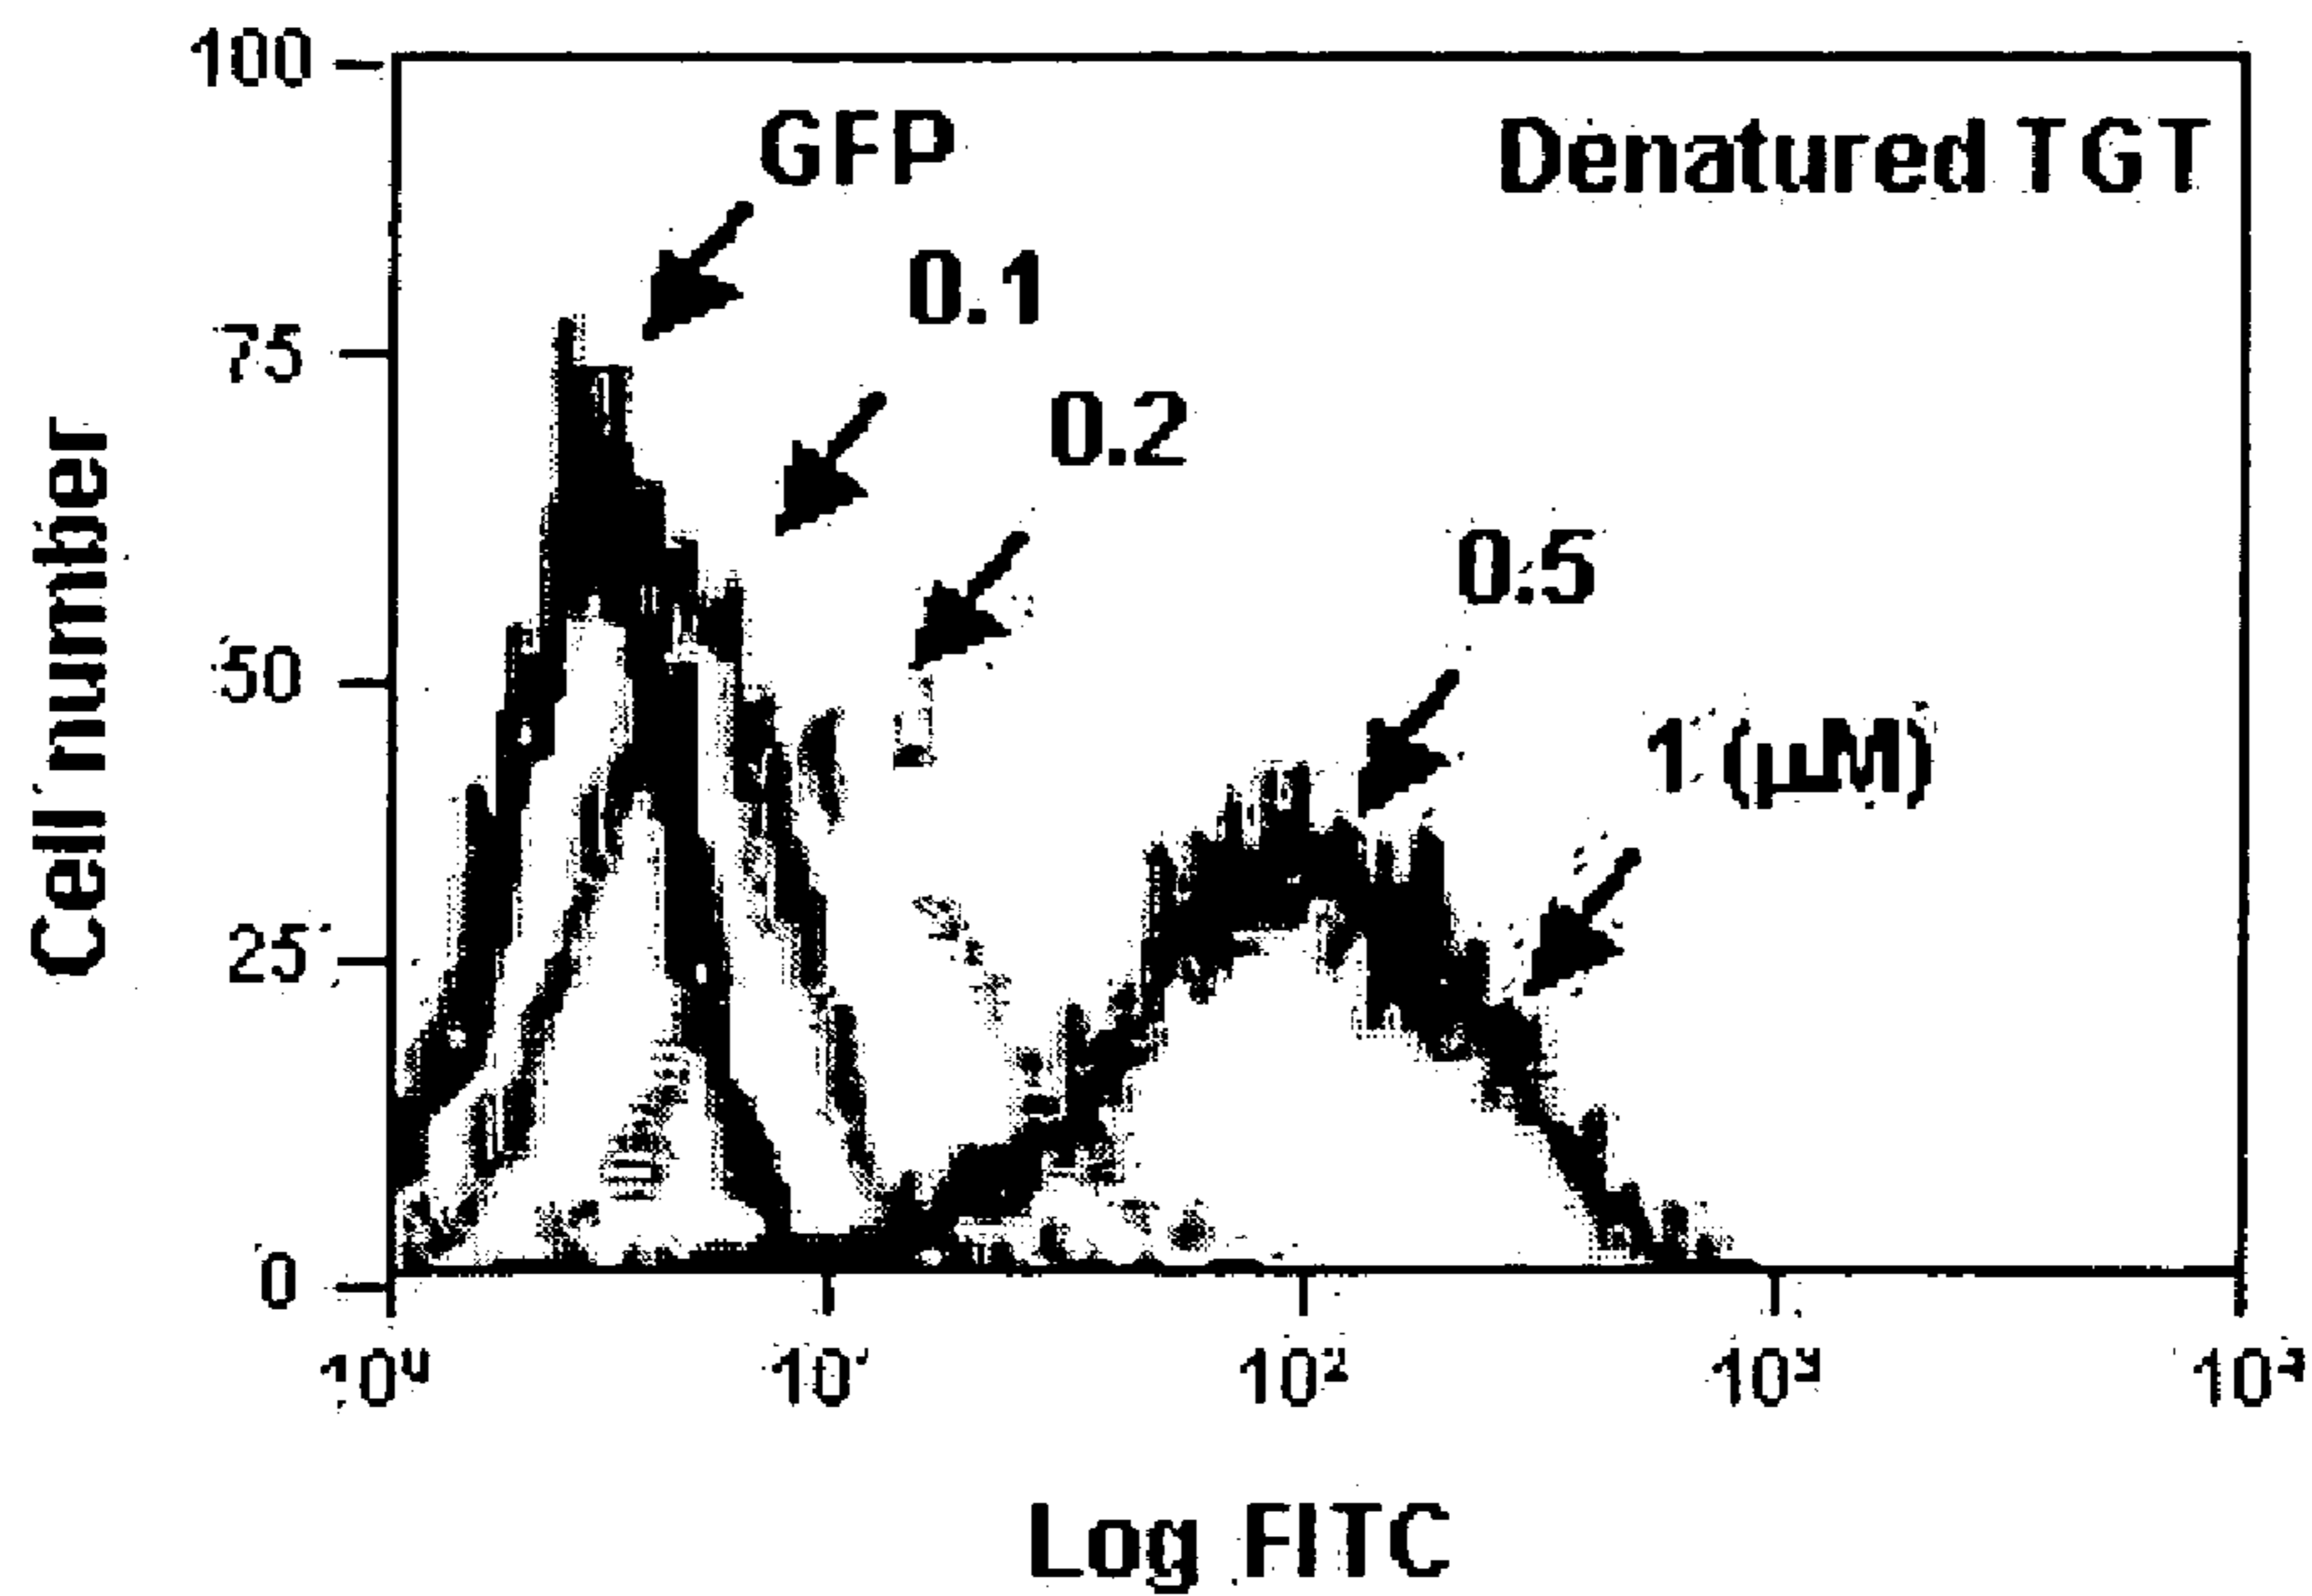 100
GFP
Denatured TGT
0.1
75
0.2
0.5
50
1 (µM)
25
0
10⁰
10¹
10²
10³
10⁴
Cell number
Log FITC